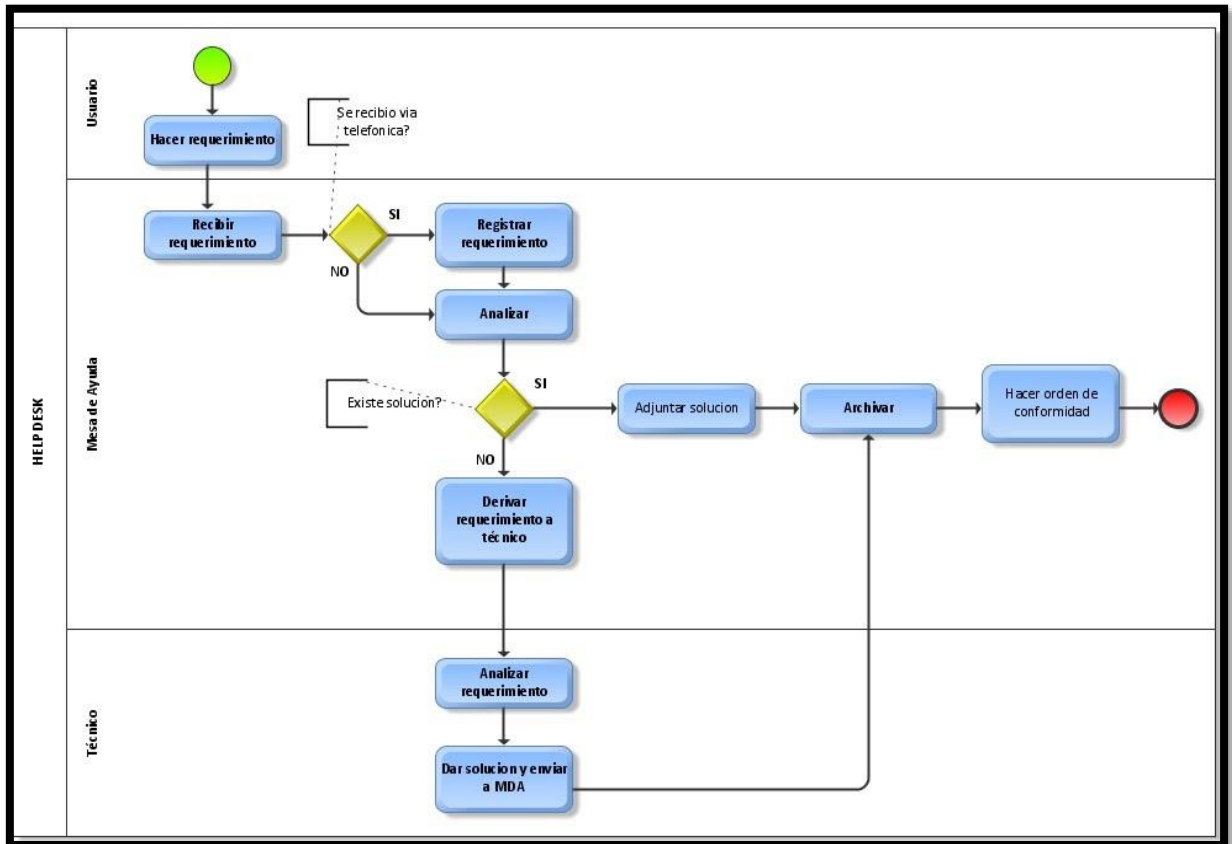 HELP DESK
Usuario
Hacer requerimiento
Se recibio via
telefonica?
Mesa de Ayuda
Recibir
requerimiento
SI
NO
Registrar
requerimiento
Analizar
Existe solucion?
SI
NO
Adjuntar solucion
Archivar
Hacer orden de
conformidad
Derivar
requerimiento a
técnico
Técnico
Analizar
requerimiento
Dar solucion y enviar
a MDA